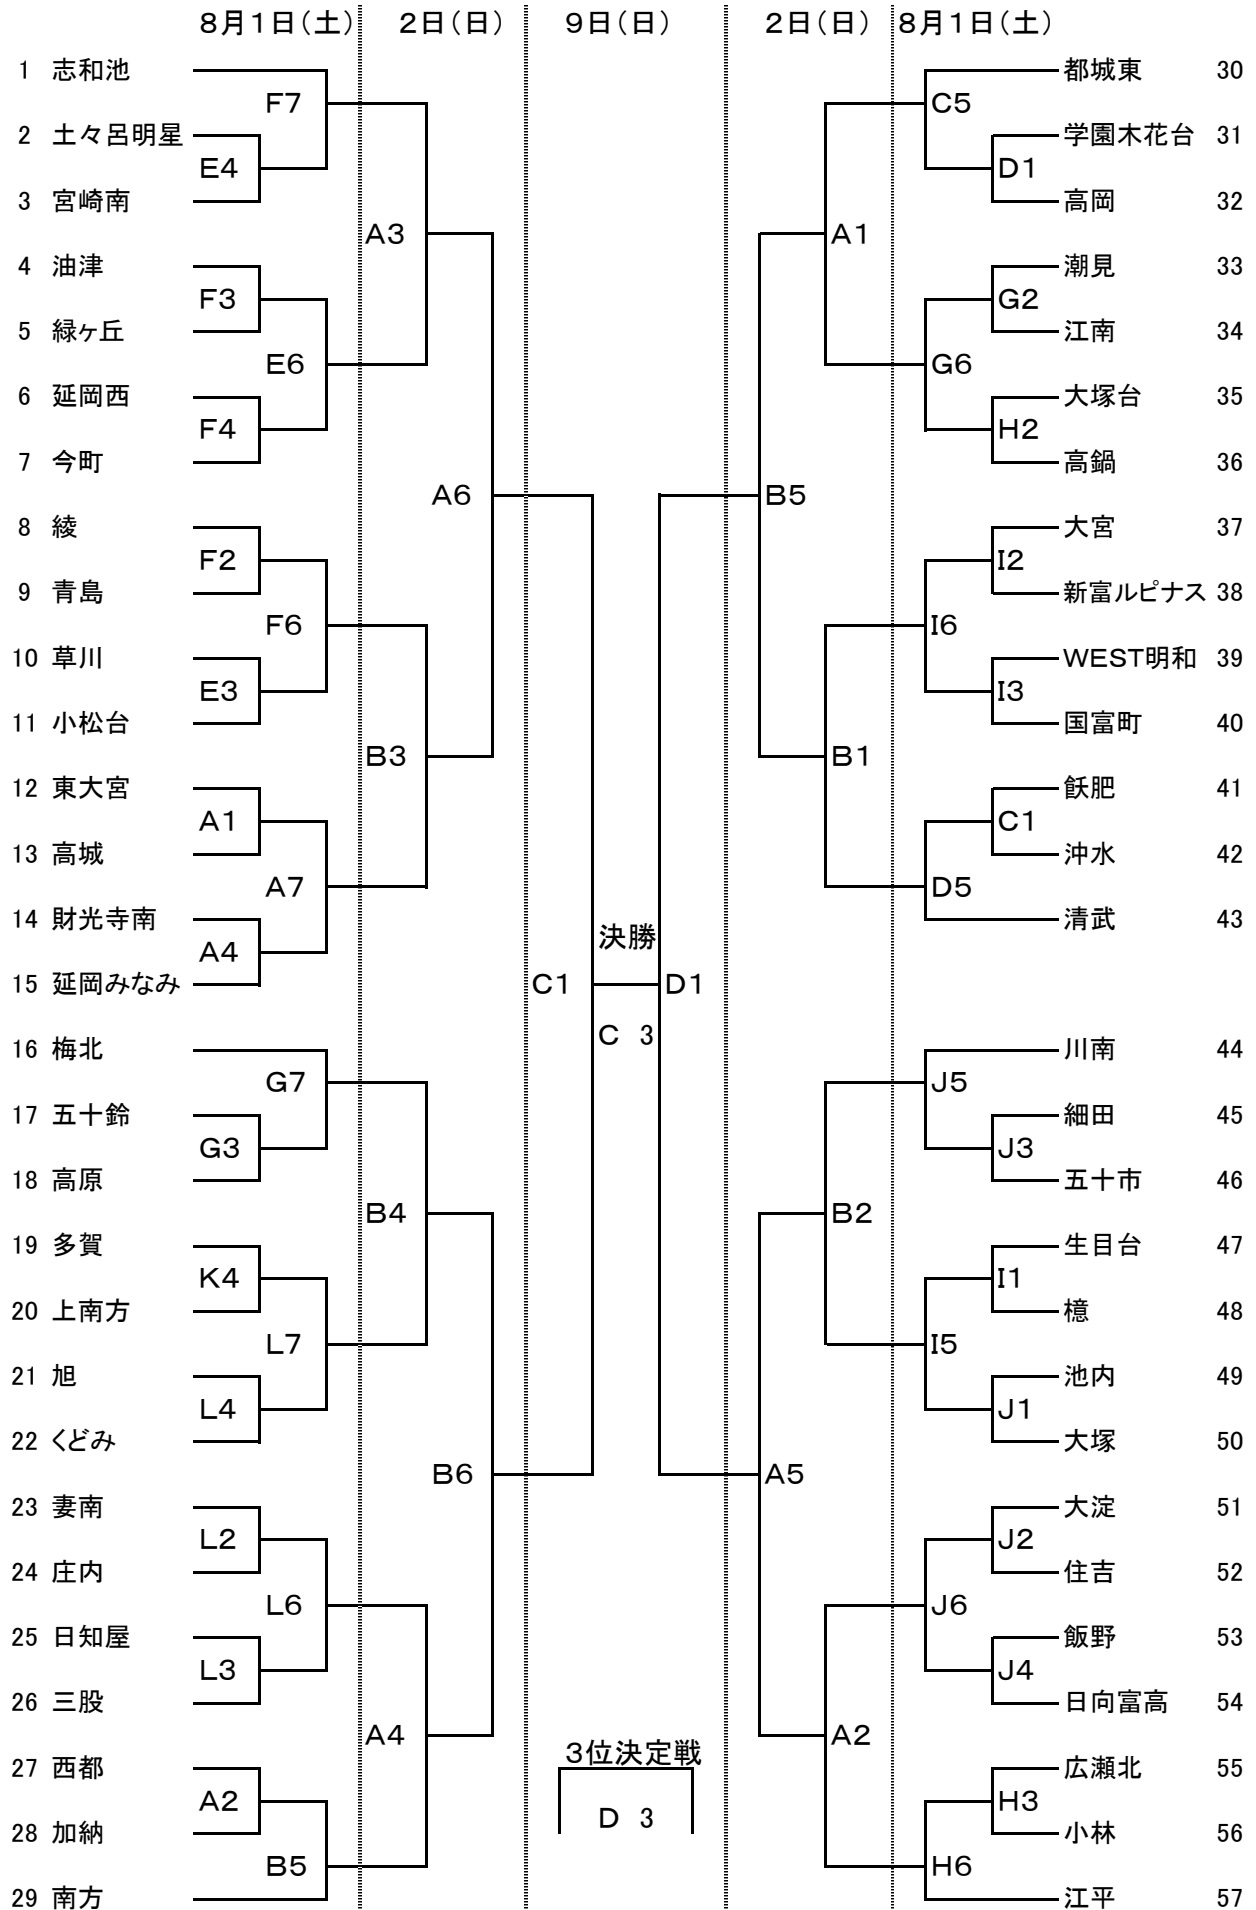 8月1日(土) 2日(日) 9日(日) 2日(日) 8月1日(土)
1 志和池 都城東 30
F7 C5
2 土々呂明星 学園木花台 31
E4 D1
3 宮崎南 高岡 32
A3 A1
4 油津 潮見 33
F3 G2
5 緑ヶ丘 江南 34
E6 G6
6 延岡西 大塚台 35
F4 H2
7 今町 高鍋 36
A6 B5
8 綾 大宮 37
F2 I2
9 青島 新富ルピナス 38
F6 I6
10 草川 WEST明和 39
E3 I3
11 小松台 国富町 40
B3 B1
12 東大宮 飫肥 41
A1 C1
13 高城 沖水 42
A7 D5
14 財光寺南 清武 43
決勝
A4
15 延岡みなみ C1 D1
C 3
16 梅北 川南 44
G7 J5
17 五十鈴 細田 45
G3 J3
18 高原 五十市 46
B4 B2
19 多賀 生目台 47
K4 I1
20 上南方 檍 48
L7 I5
21 旭 池内 49
L4 J1
22 くどみ 大塚 50
B6 A5
23 妻南 大淀 51
L2 J2
24 庄内 住吉 52
L6 J6
25 日知屋 飯野 53
L3 J4
26 三股 日向富高 54
A4 A2
3位決定戦
27 西都 広瀬北 55
A2 H3
D 3
28 加納 小林 56
B5 H6
29 南方 江平 57